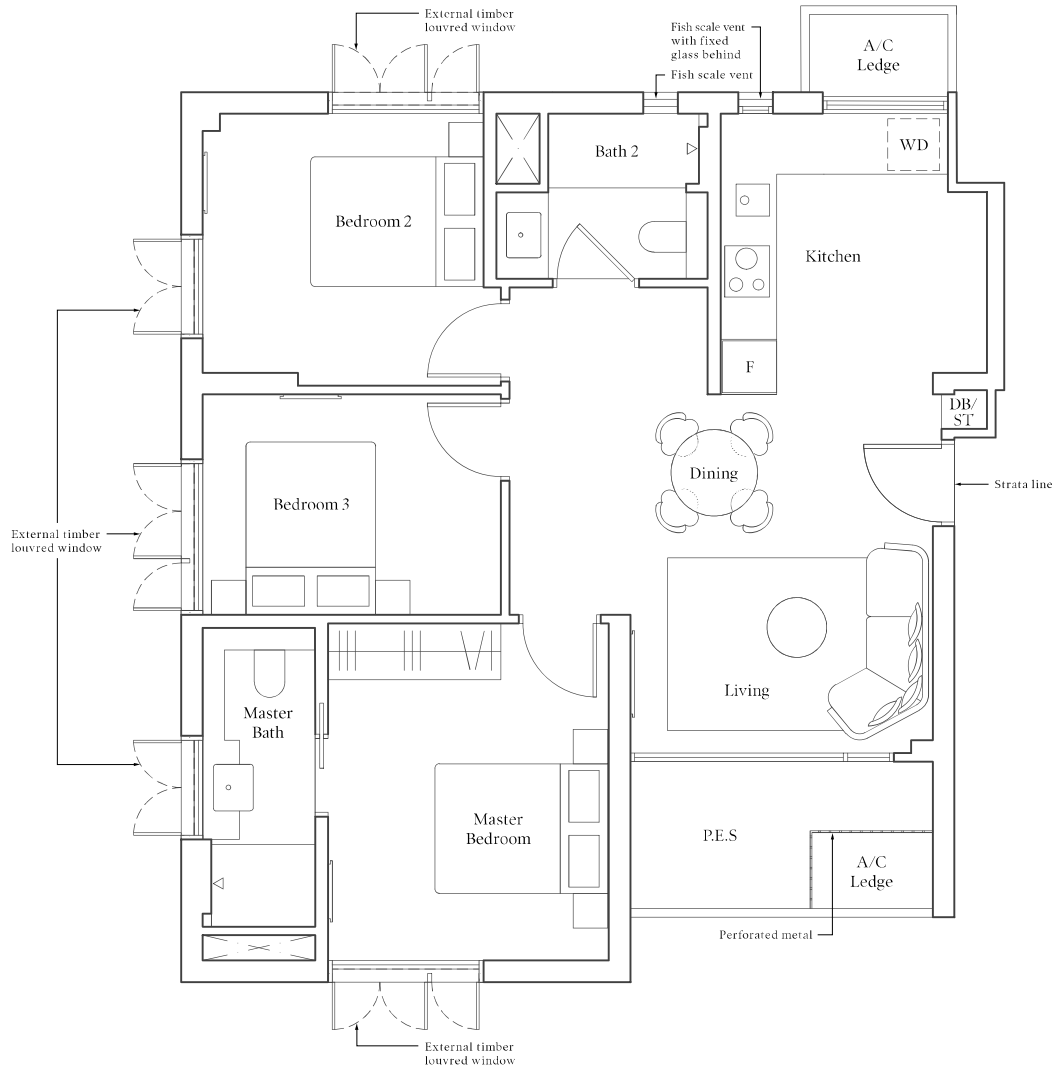 External timber
louvred window
Fish scale vent
with fixed
glass behind
Fish scale vent
A/C
Ledge
WD
Bath 2
Bedroom 2
Kitchen
F
DB/
ST
Dining
Strata line
Bedroom 3
External timber
louvred window
Living
Master
Bath
Master
Bedroom
P.E.S
A/C
Ledge
Perforated metal
External timber
louvred window